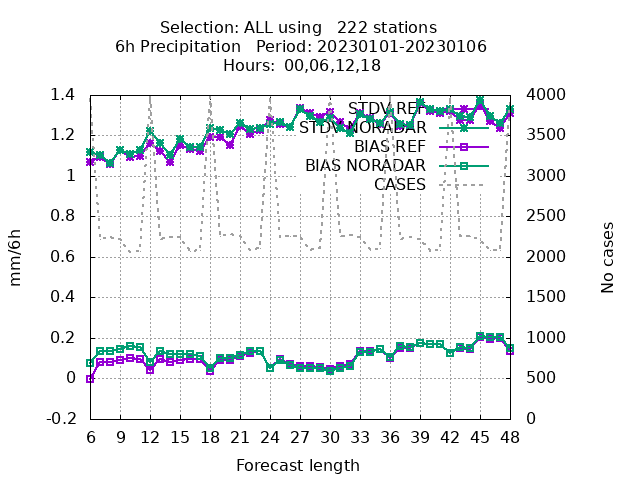 Selection: ALL using   222 stations
6h Precipitation   Period: 20230101-20230106
Hours:  00,06,12,18
1.4
1.2
1
0.8
0.6
0.4
0.2
0
-0.2
4000
3500
3000
2500
2000
1500
1000
500
0
STDV REF
STDV NORADAR
BIAS REF
BIAS NORADAR
CASES
mm/6h
No cases
6 9 12 15 18 21 24 27 30 33 36 39 42 45 48
Forecast length